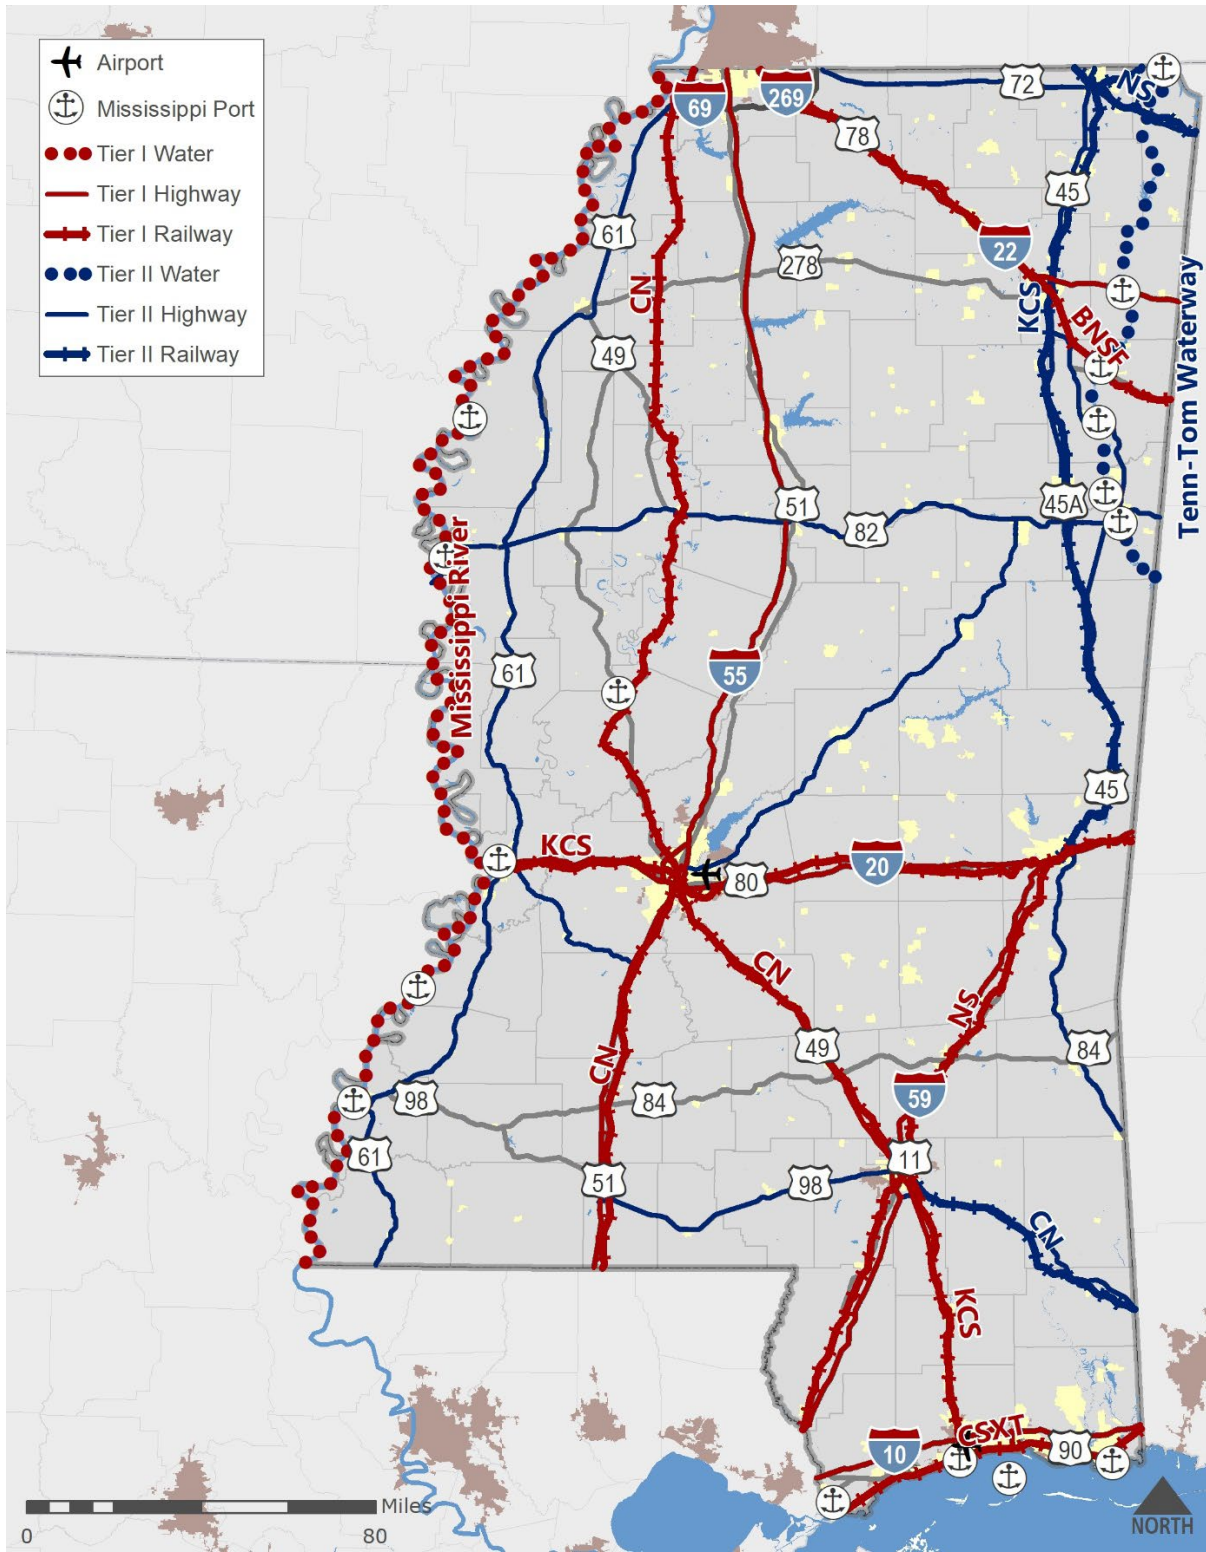 Airport
Mississippi Port
Tier I Water
Tier I Highway
Tier I Railway
Tier II Water
Tier II Highway
Tier II Railway
69
269
72
NS
78
45
61
22
278
CN
KCS
49
BNSF
Tenn-Tom Waterway
51
45A
82
Mississippi River
61
55
45
KCS
20
80
CN
NS
49
CN
84
59
98
84
61
11
51
98
CN
KCS
CSXT
10
90
Miles
0
80
NORTH